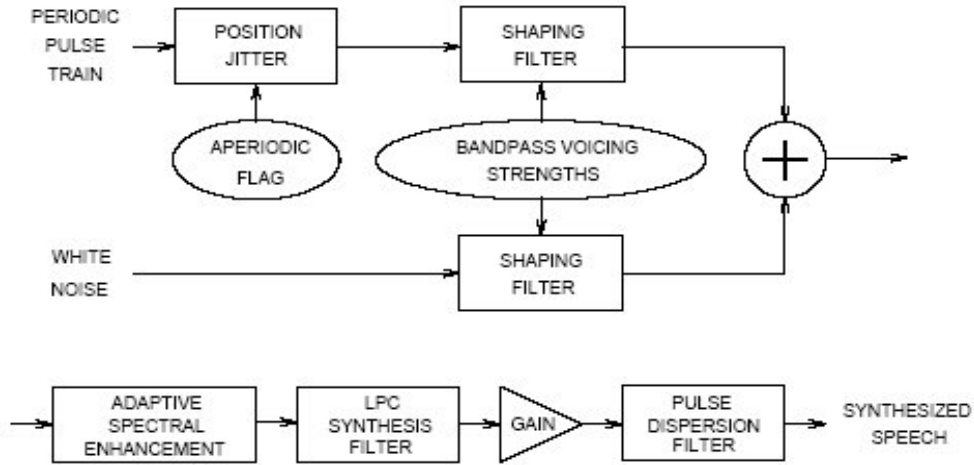 PERIODIC
PULSE
TRAIN
POSITION
JITTER
SHAPING
FILTER
APERIODIC
FLAG
BANDPASS VOICING
STRENGTHS
+
WHITE
NOISE
SHAPING
FILTER
ADAPTIVE
SPECTRAL
ENHANCEMENT
LPC
SYNTHESIS
FILTER
GAIN
PULSE
DISPERSION
FILTER
SYNTHESIZED
SPEECH